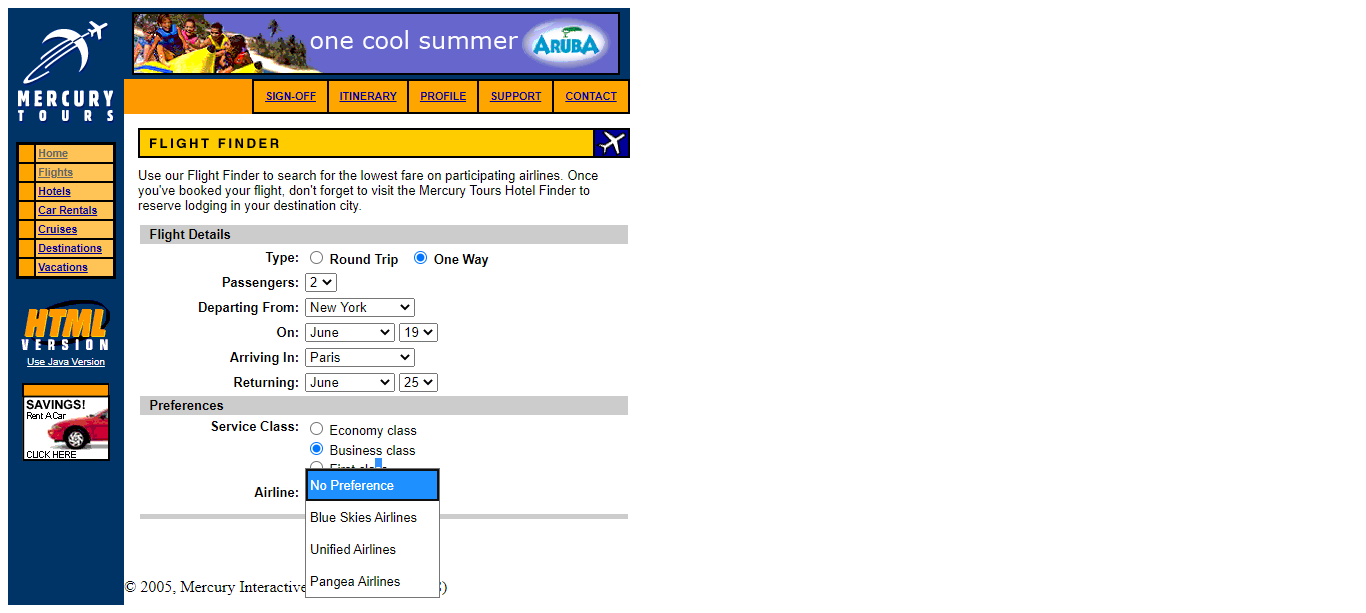 one cool summer ARUBA
MERCURY
TOURS
SIGN-OFF ITINERARY PROFILE SUPPORT CONTACT
FLIGHT FINDER
Home
Flights
Hotels
Car Rentals
Cruises
Destinations
Vacations
HTML
VERSION
Use Java Version
SAVINGS!
Rent A Car
CLICK HERE
Use our Flight Finder to search for the lowest fare on participating airlines. Once
you've booked your flight, don't forget to visit the Mercury Tours Hotel Finder to
reserve lodging in your destination city.
Flight Details
Type: Round Trip One Way
Passengers: 2
Departing From: New York
On: June 19
Arriving In: Paris
Returning: June 25
Preferences
Service Class: Economy class
Business class
First class
Airline: No Preference
Blue Skies Airlines
Unified Airlines
Pangea Airlines
© 2005, Mercury Interactive